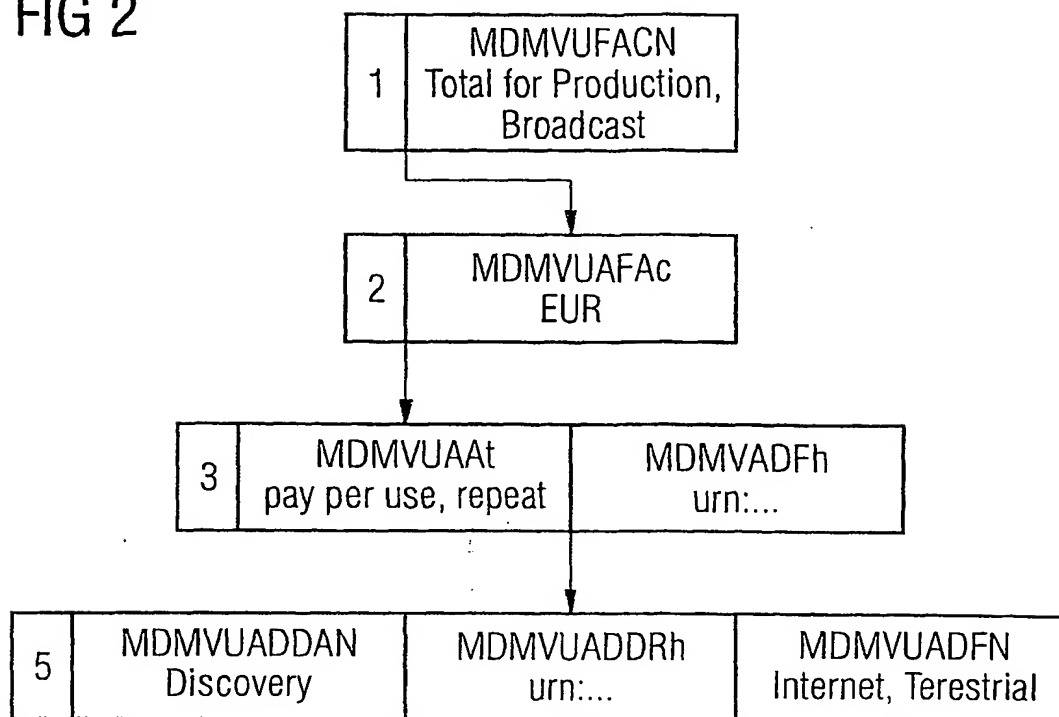 FIG 2
1
MDMVUFACN
Total for Production,
Broadcast
2
MDMVUAFAc
EUR
3
MDMVUAAt
pay per use, repeat
MDMVADFh
urn:...
5
MDMVUADDAN
Discovery
MDMVUADDRh
urn:...
MDMVUADFN
Internet, Terestrial